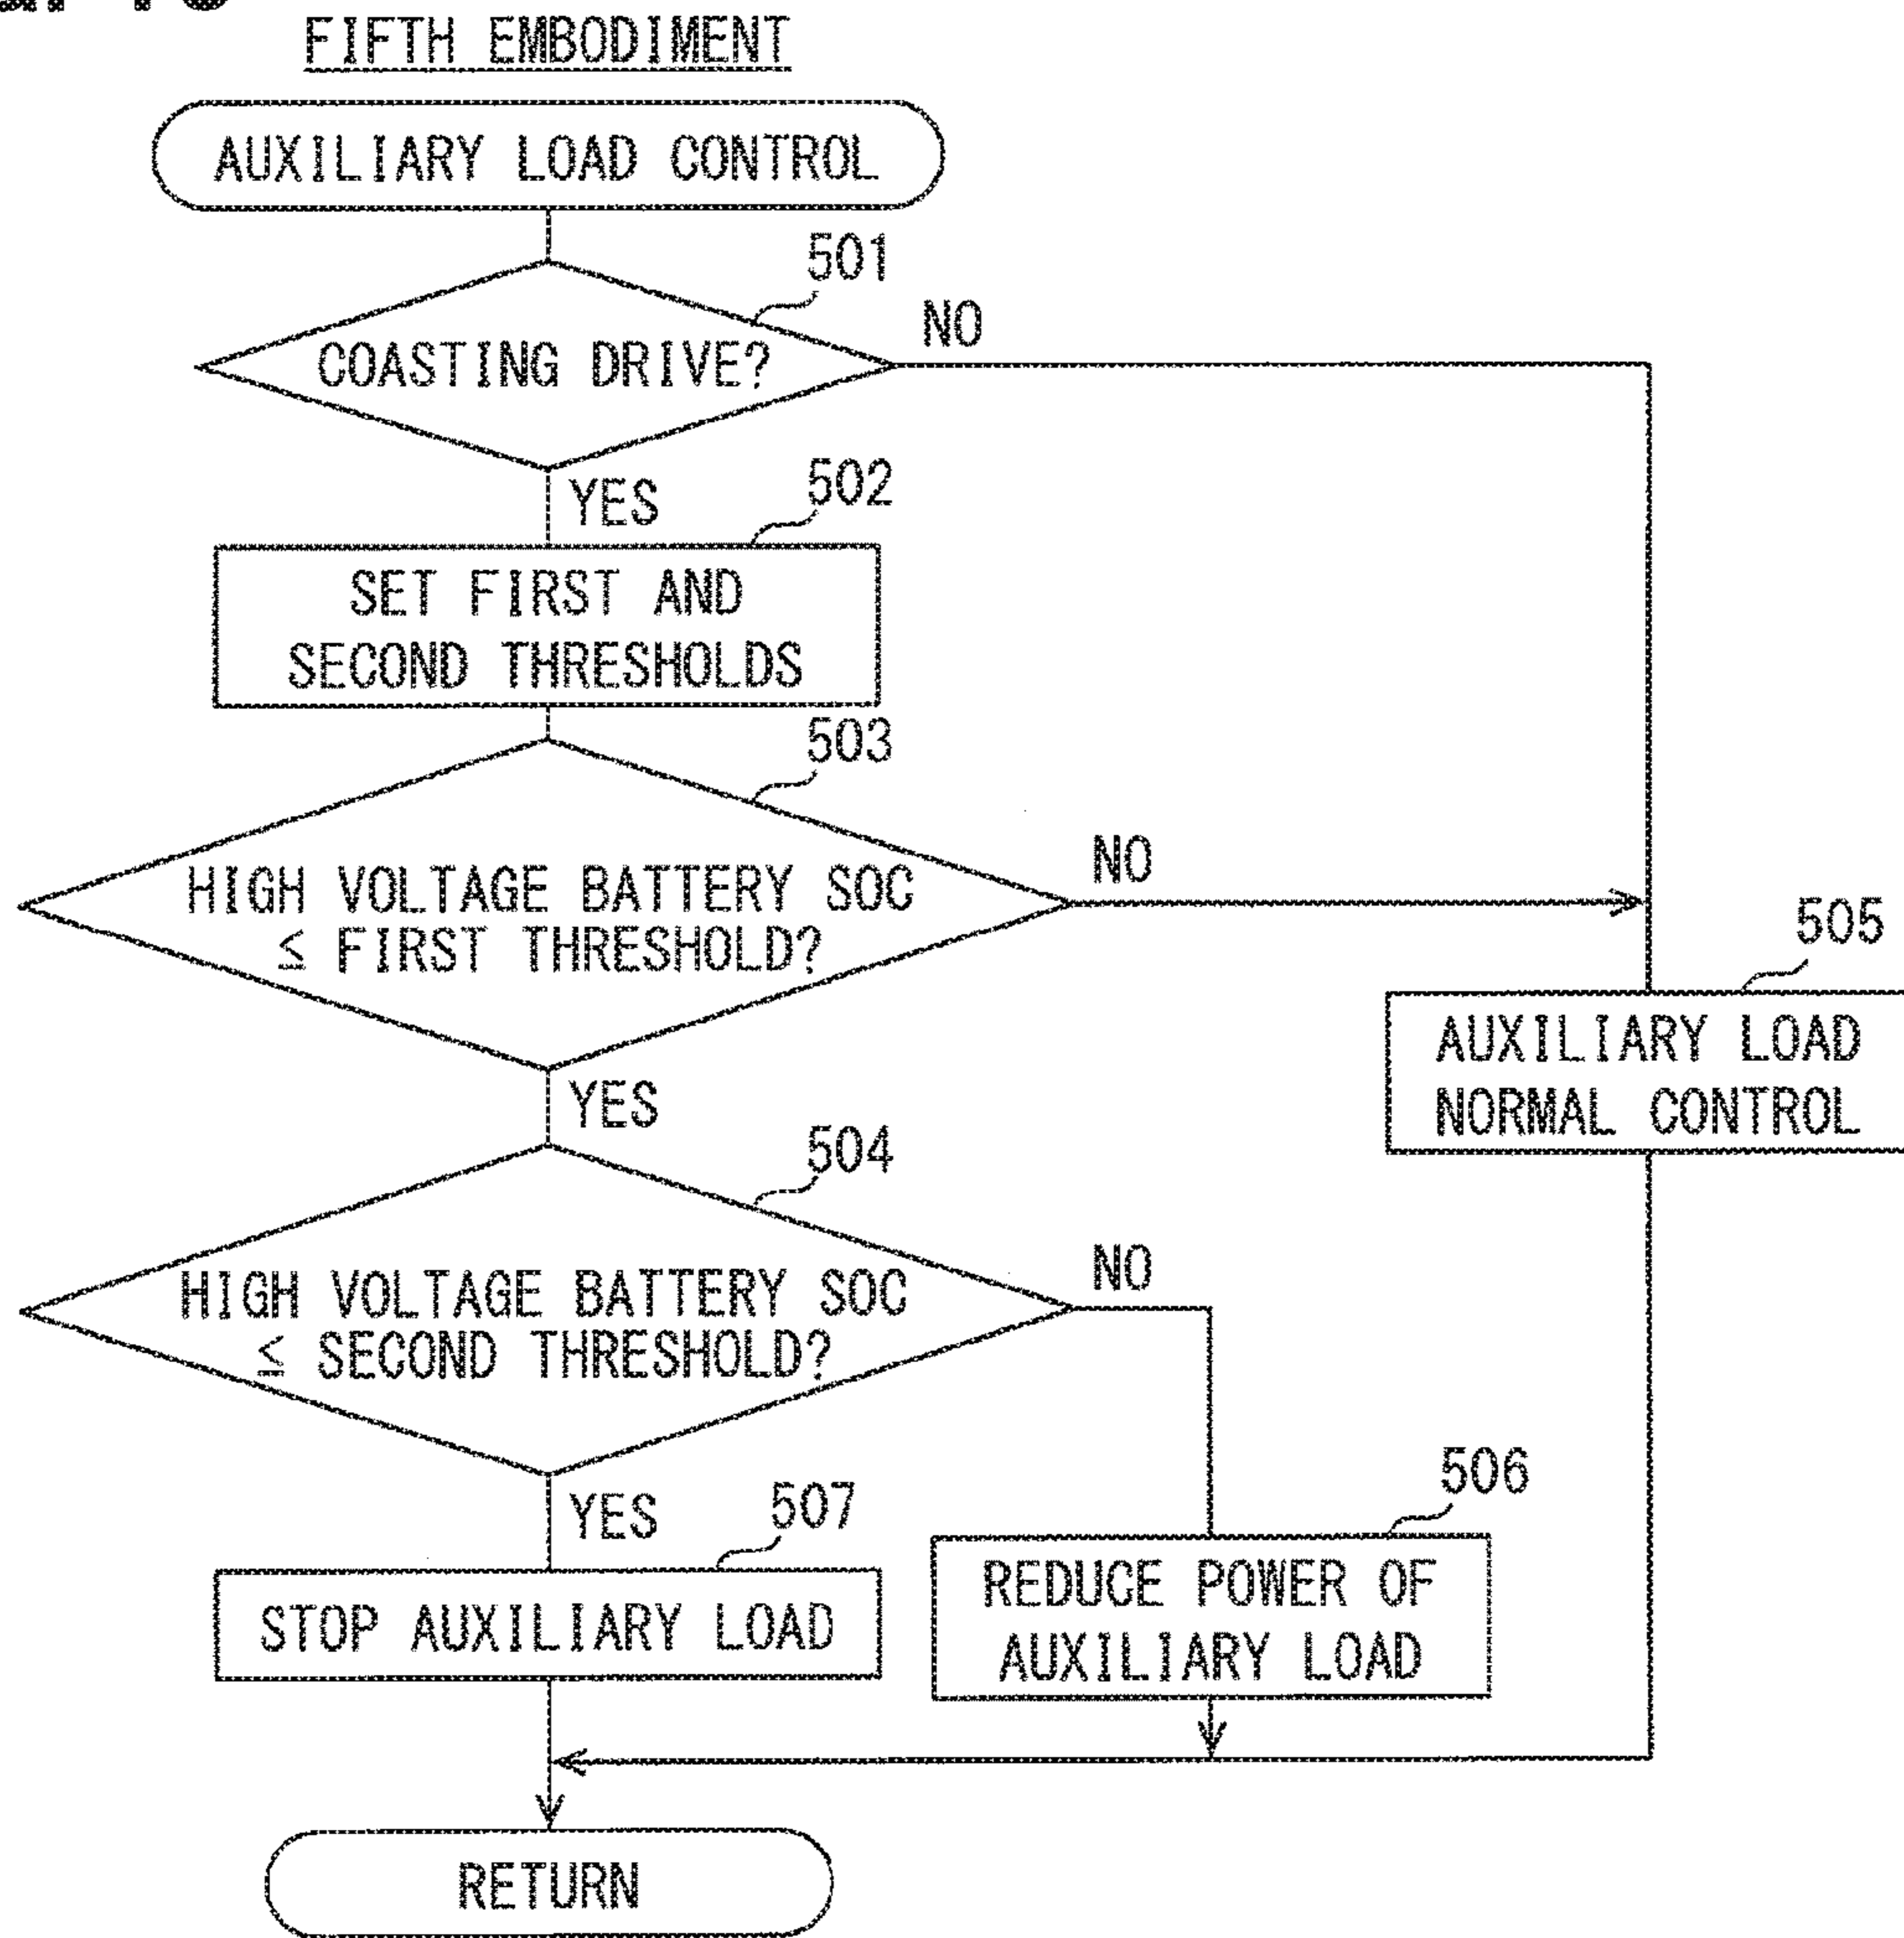 FIFTH EMBODIMENT
AUXILIARY LOAD CONTROL
501
COASTING DRIVE?
NO
YES
502
SET FIRST AND
SECOND THRESHOLDS
503
HIGH VOLTAGE BATTERY SOC
≤ FIRST THRESHOLD?
NO
YES
505
AUXILIARY LOAD
NORMAL CONTROL
504
HIGH VOLTAGE BATTERY SOC
≤ SECOND THRESHOLD?
NO
YES
507
STOP AUXILIARY LOAD
506
REDUCE POWER OF
AUXILIARY LOAD
RETURN